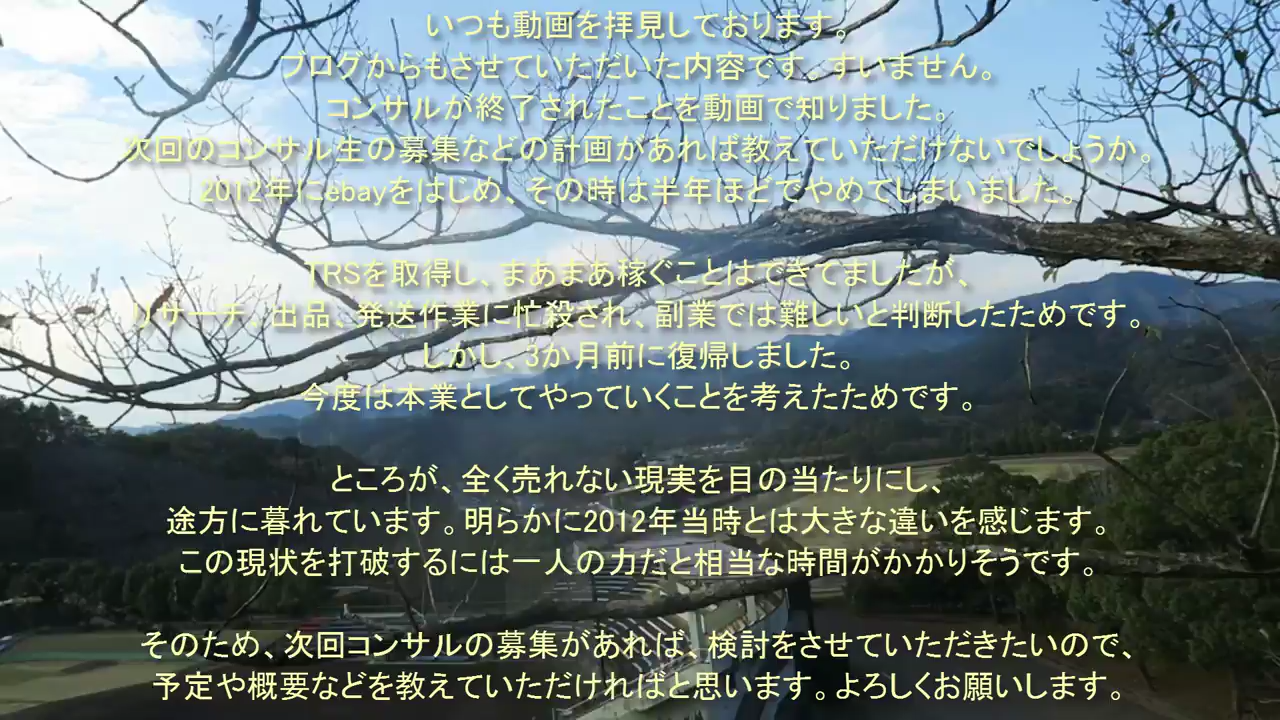 いつも動画を拝見しております。
ブログからもさせていただいた内容です。すいません。
コンサルが終了されたことを動画で知りました。
次回のコンサル生の募集などの計画があれば教えていただけないでしょうか。
2012年にebayをはじめ、その時は半年ほどでやめてしまいました。
TRSを取得し、まあまあ稼ぐことはできてましたが、
リサーチ、出品、発送作業に忙殺され、副業では難しいと判断したためです。
しかし、3か月前に復帰しました。
今度は本業としてやっていくことを考えたためです。
ところが、全く売れない現実を目の当たりにし、
途方に暮れています。明らかに2012年当時とは大きな違いを感じます。
この現状を打破するには一人の力だと相当な時間がかかりそうです。
そのため、次回コンサルの募集があれば、検討をさせていただきたいので、
予定や概要などを教えていただければと思います。よろしくお願いします。